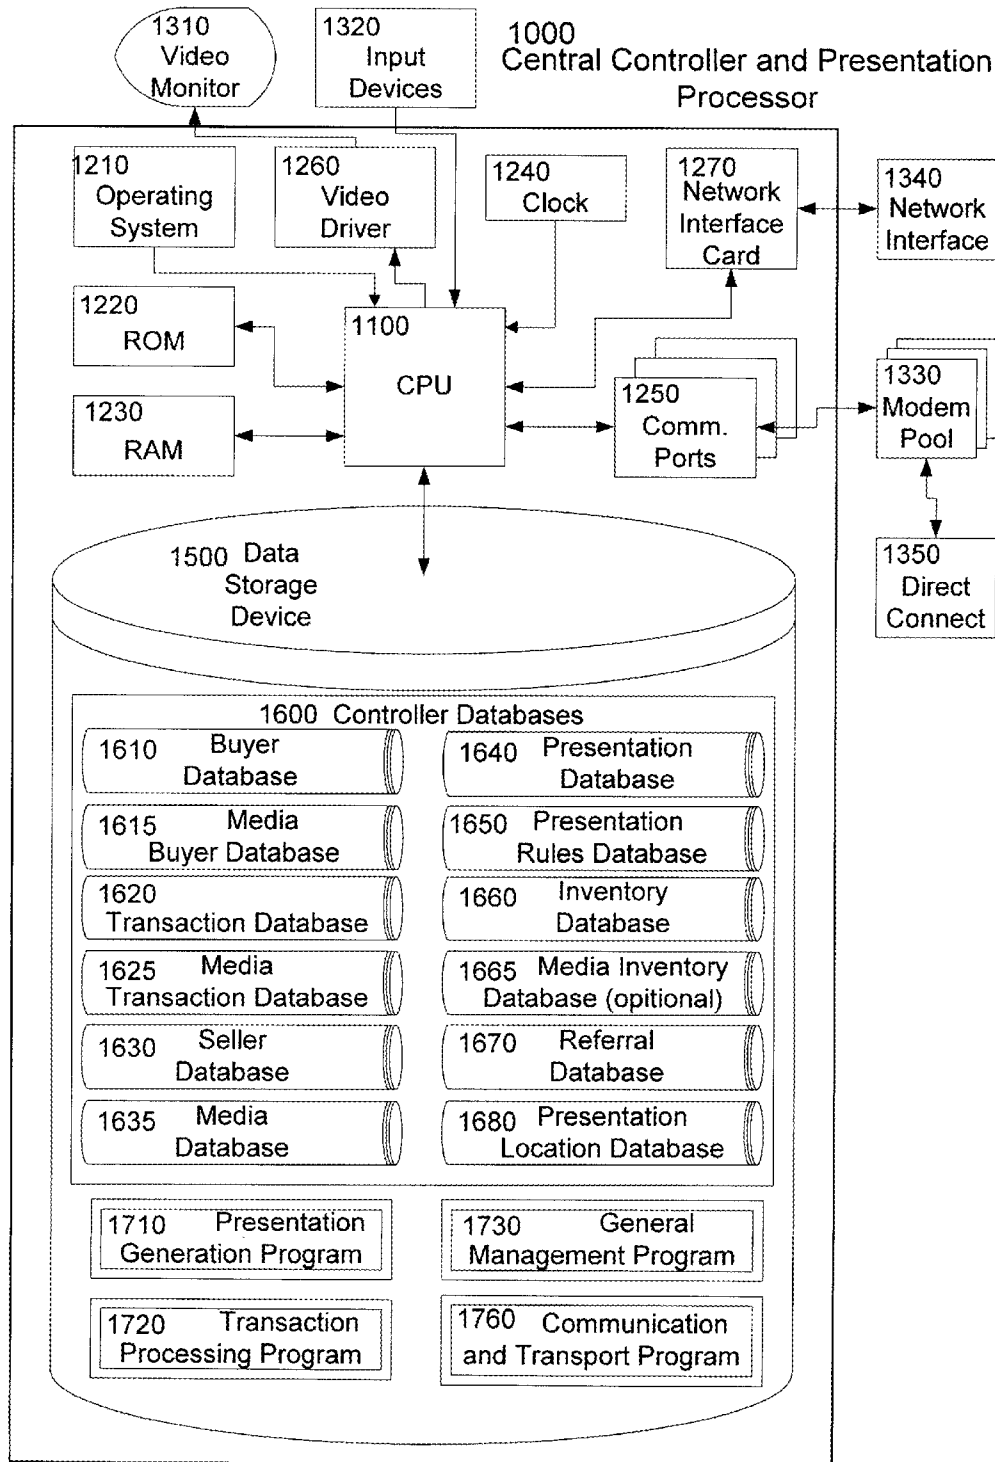 1310
Video
Monitor
1320
Input
Devices
1000
Central Controller and Presentation
Processor
1210
Operating
System
1260
Video
Driver
1240
Clock
1270
Network
Interface
Card
1340
Network
Interface
1220
ROM
1100
CPU
1230
RAM
1250
Comm.
Ports
1330
Modem
Pool
1350
Direct
Connect
1500 Data
Storage
Device
1600 Controller Databases
1610 Buyer
Database
1640 Presentation
Database
1615 Media
Buyer Database
1650 Presentation
Rules Database
1620
Transaction Database
1660 Inventory
Database
1625 Media
Transaction Database
1665 Media Inventory
Database (opitional)
1630 Seller
Database
1670 Referral
Database
1635 Media
Database
1680 Presentation
Location Database
1710 Presentation
Generation Program
1730 General
Management Program
1720 Transaction
Processing Program
1760 Communication
and Transport Program